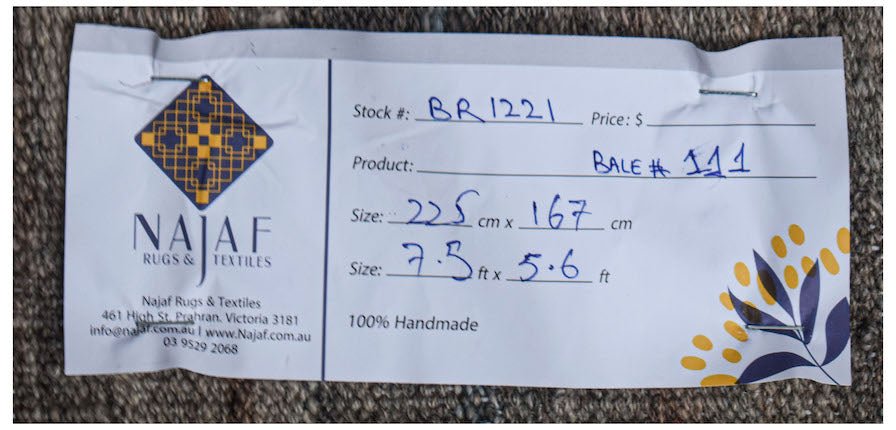 NAJAF
RUGS & TEXTILES
Najaf Rugs & Textiles
461 High St, Prahran. Victoria 3181
info@najaf.com.au | www.Najaf.com.au
03 9529 2068
Stock #: BR1221 Price: $
Product: BALE # 111
Size: 225 cm x 167 cm
Size: 7.5 ft x 5.6 ft
100% Handmade